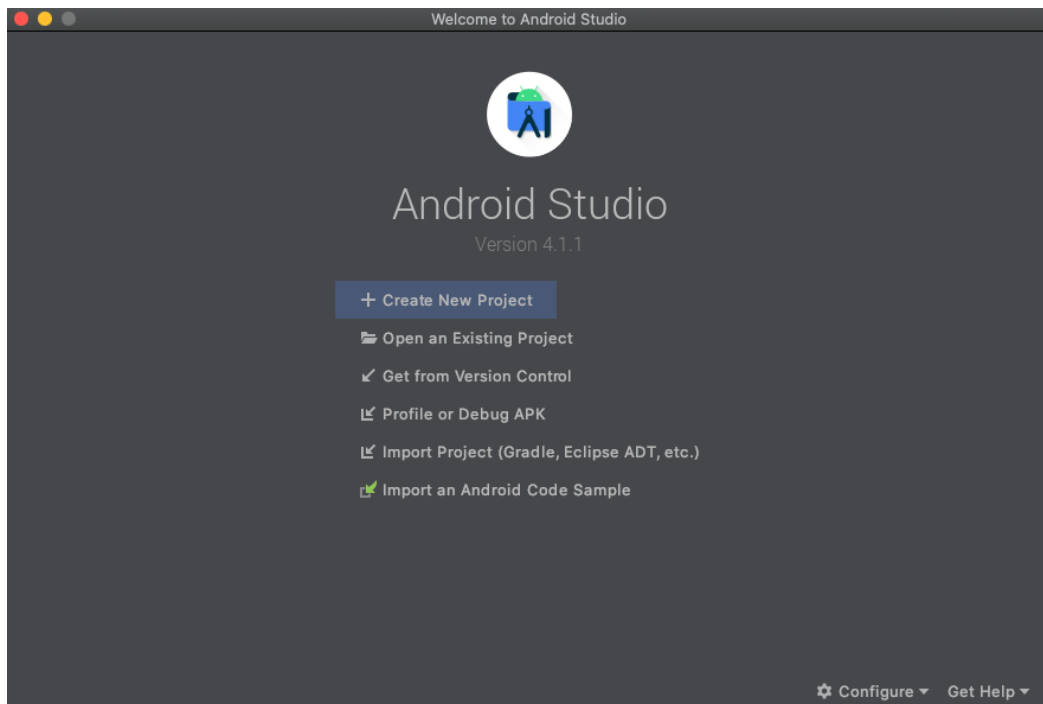 Welcome to Android Studio
Android Studio
Version 4.1.1
Create New Project
Open an Existing Project
Get from Version Control
Profile or Debug APK
Import Project (Gradle, Eclipse ADT, etc.)
Import an Android Code Sample
Configure Get Help